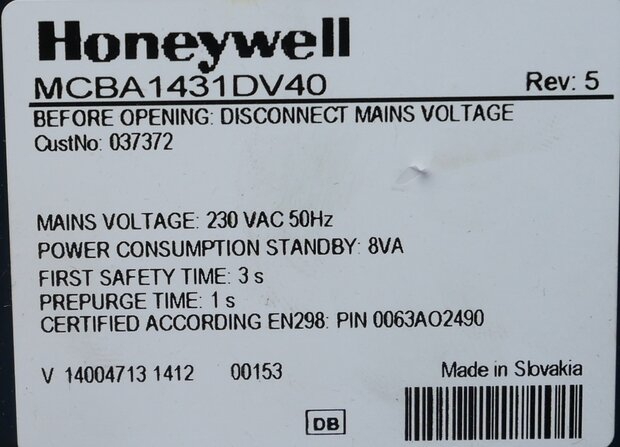 Honeywell
MCBA1431DV40 Rev: 5
BEFORE OPENING: DISCONNECT MAINS VOLTAGE
CustNo: 037372
MAINS VOLTAGE: 230 VAC 50Hz
POWER CONSUMPTION STANDBY: 8VA
FIRST SAFETY TIME: 3 s
PREPURGE TIME: 1 s
CERTIFIED ACCORDING EN298: PIN 0063AO2490
V 14004713 1412 00153 Made in Slovakia
DB